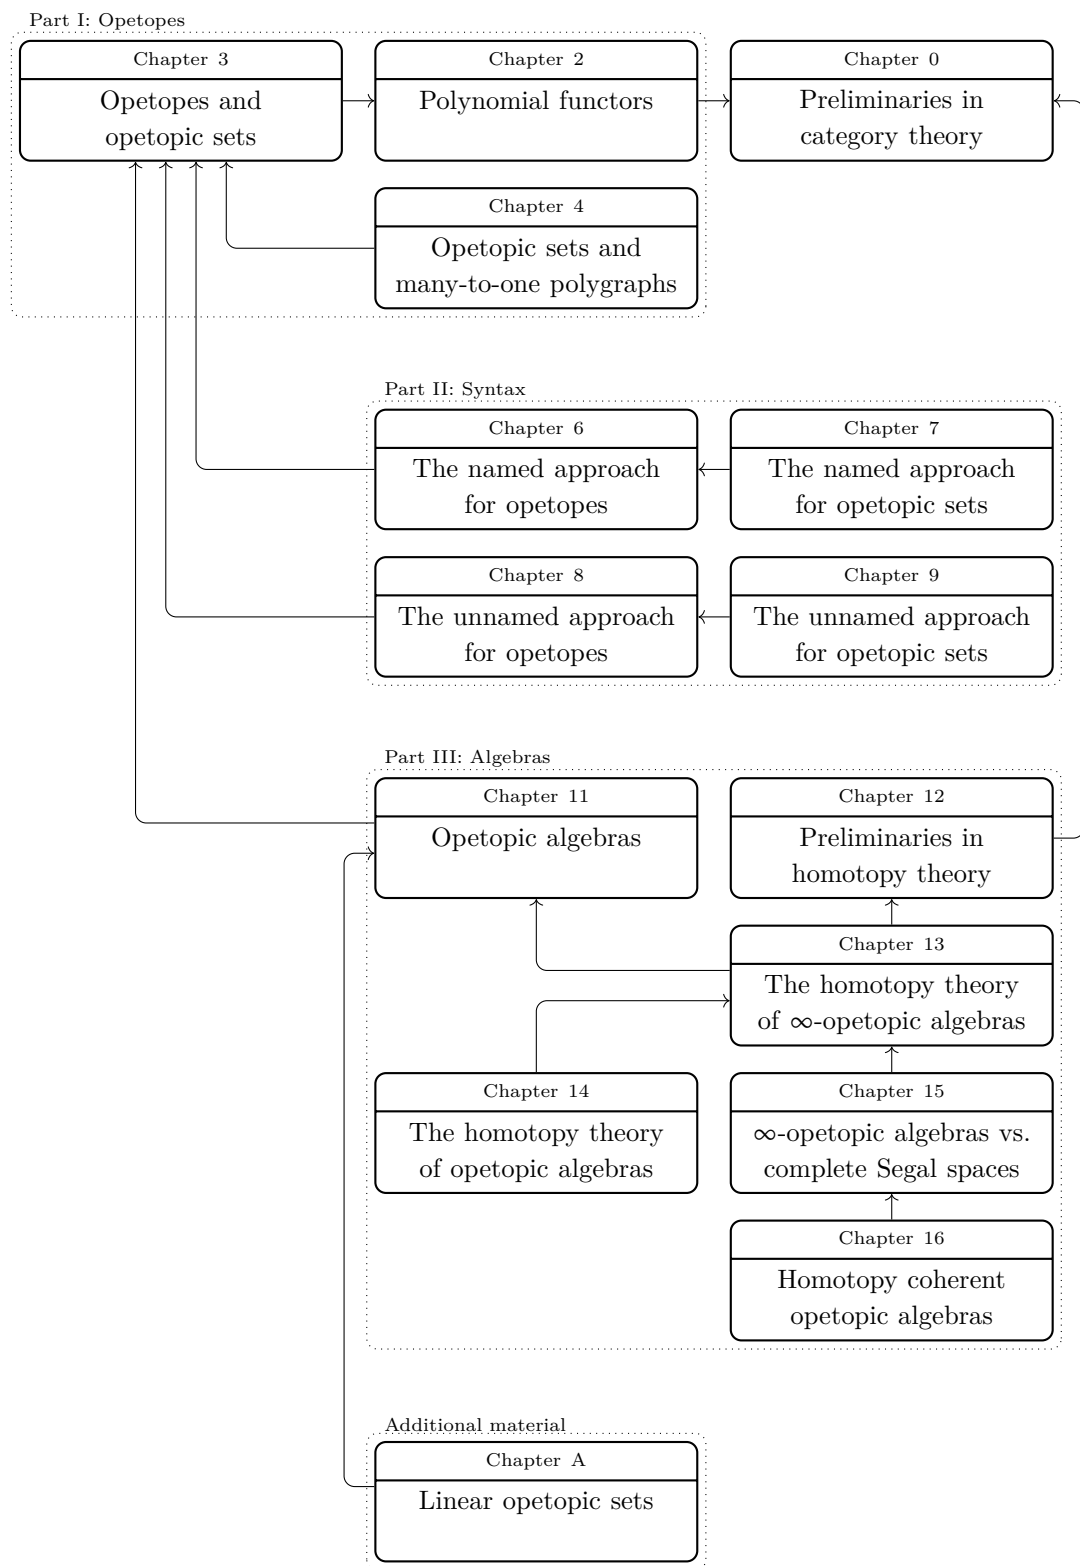 Part I: Opetopes
Chapter 3
Opetopes and
opetopic sets
Chapter 2
Polynomial functors
Chapter 0
Preliminaries in
category theory
Chapter 4
Opetopic sets and
many-to-one polygraphs
Part II: Syntax
Chapter 6
The named approach
for opetopes
Chapter 7
The named approach
for opetopic sets
Chapter 8
The unnamed approach
for opetopes
Chapter 9
The unnamed approach
for opetopic sets
Part III: Algebras
Chapter 11
Opetopic algebras
Chapter 12
Preliminaries in
homotopy theory
Chapter 13
The homotopy theory
of ∞-opetopic algebras
Chapter 14
The homotopy theory
of opetopic algebras
Chapter 15
∞-opetopic algebras vs.
complete Segal spaces
Chapter 16
Homotopy coherent
opetopic algebras
Additional material
Chapter A
Linear opetopic sets